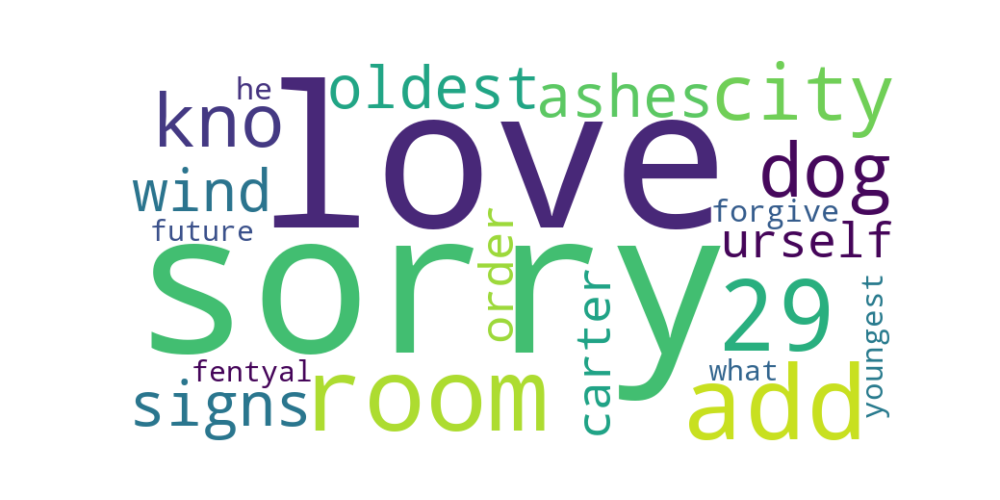 he
oldest
ashes
city
kno
love
dog
wind
forgive
future
urself
sorry
order
carter
29
youngest
fentyal
what
signs
room
add